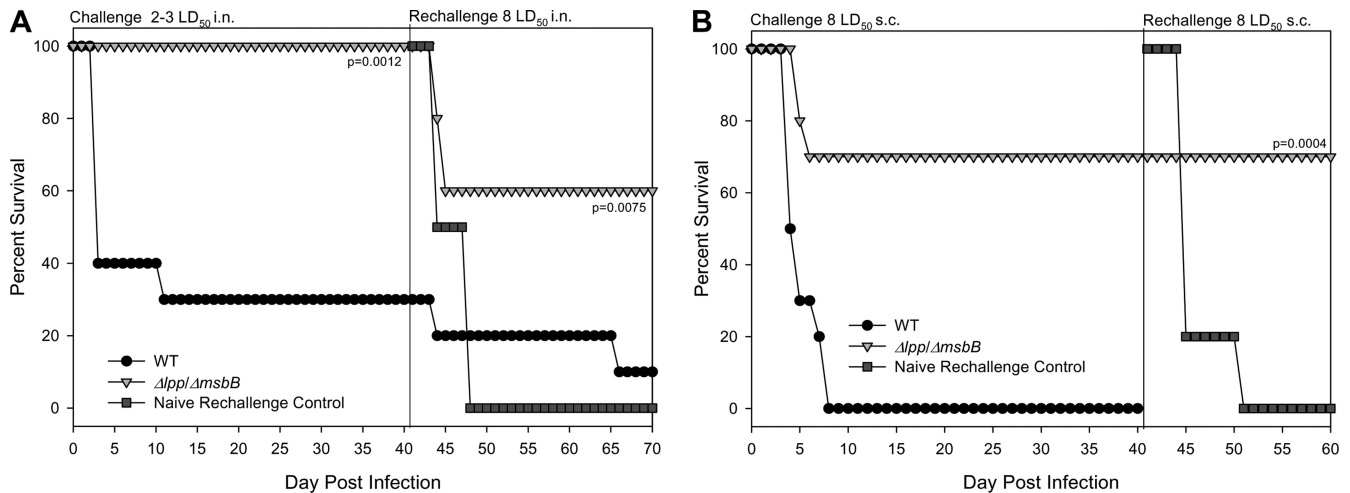 A
Challenge 2-3 LD50 i.n.
Rechallenge 8 LD50 i.n.
100
80
60
40
20
0
Percent Survival
p=0.0012
p=0.0075
WT
Δlpp/ΔmsbB
Naive Rechallenge Control
0 5 10 15 20 25 30 35 40 45 50 55 60 65 70
Day Post Infection
B
Challenge 8 LD50 s.c.
Rechallenge 8 LD50 s.c.
100
80
60
40
20
0
Percent Survival
p=0.0004
WT
Δlpp/ΔmsbB
Naive Rechallenge Control
0 5 10 15 20 25 30 35 40 45 50 55 60
Day Post Infection